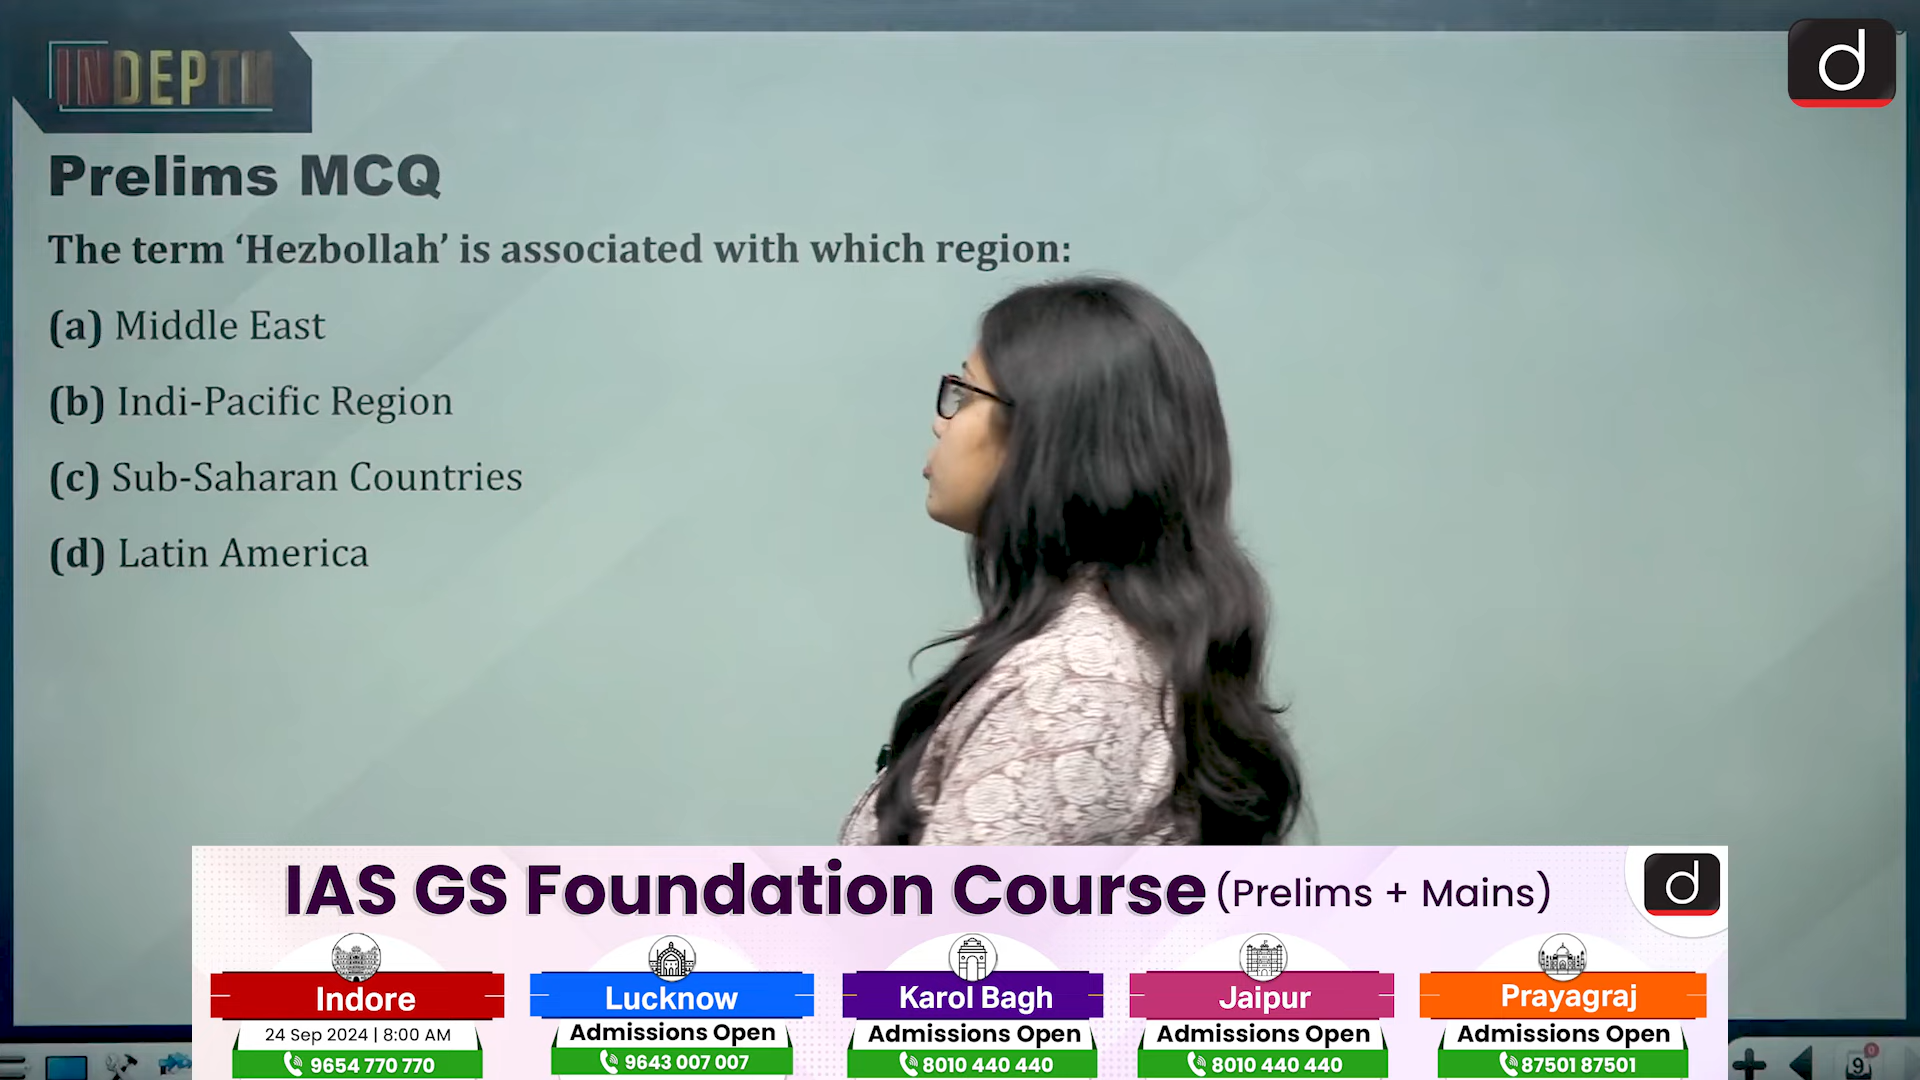 INDEPTH
d
Prelims MCQ
The term ‘Hezbollah’ is associated with which region:
(a) Middle East
(b) Indi-Pacific Region
(c) Sub-Saharan Countries
(d) Latin America
IAS GS Foundation Course (Prelims + Mains)
d
Indore
24 Sep 2024 | 8:00 AM
9654 770 770
Lucknow
Admissions Open
9643 007 007
Karol Bagh
Admissions Open
8010 440 440
Jaipur
Admissions Open
8010 440 440
Prayagraj
Admissions Open
87501 87501
9
0